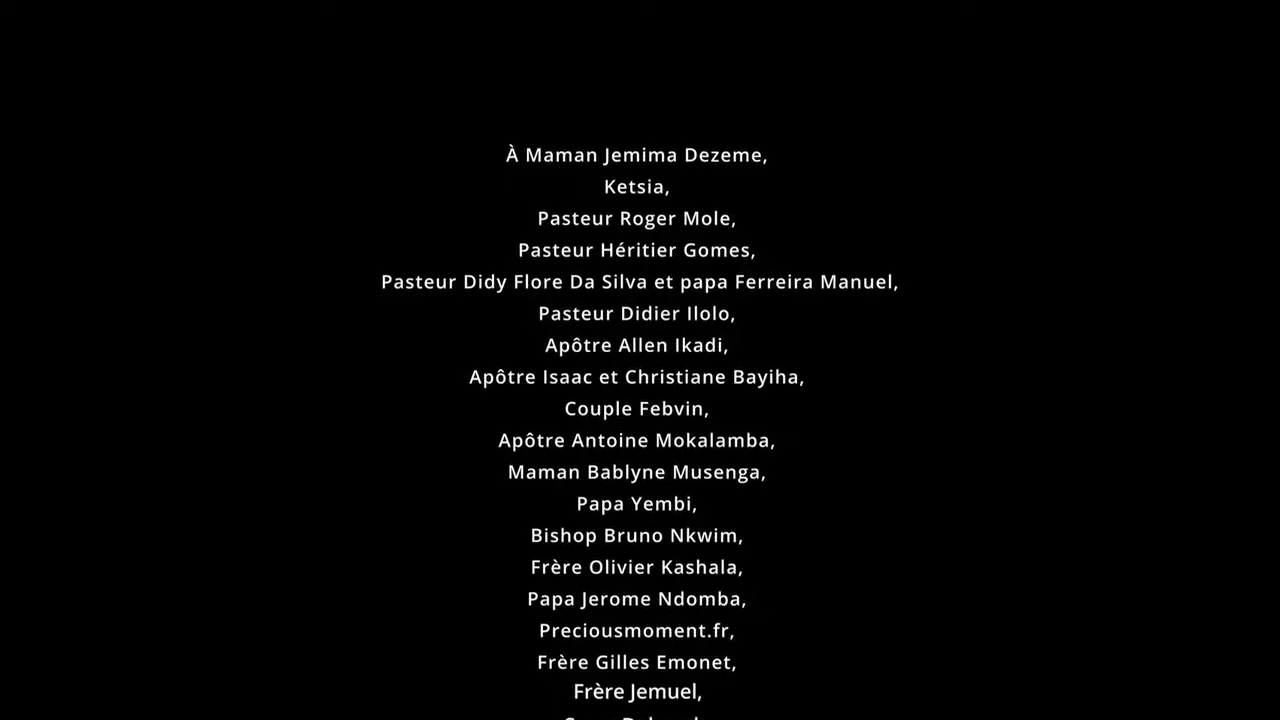 À Maman Jemima Dezeme,
Ketsia,
Pasteur Roger Mole,
Pasteur Héritier Gomes,
Pasteur Didy Flore Da Silva et papa Ferreira Manuel,
Pasteur Didier Ilolo,
Apôtre Allen Ikadi,
Apôtre Isaac et Christiane Bayiha,
Couple Febvin,
Apôtre Antoine Mokalamba,
Maman Bablyne Musenga,
Papa Yembi,
Bishop Bruno Nkwim,
Frère Olivier Kashala,
Papa Jerome Ndomba,
Preciousmoment.fr,
Frère Gilles Emonet,
Frère Jemuel,